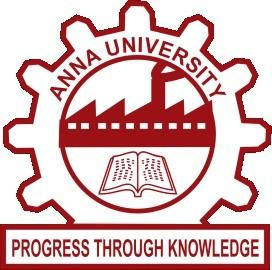 ANNA UNIVERSITY
PROGRESS THROUGH KNOWLEDGE